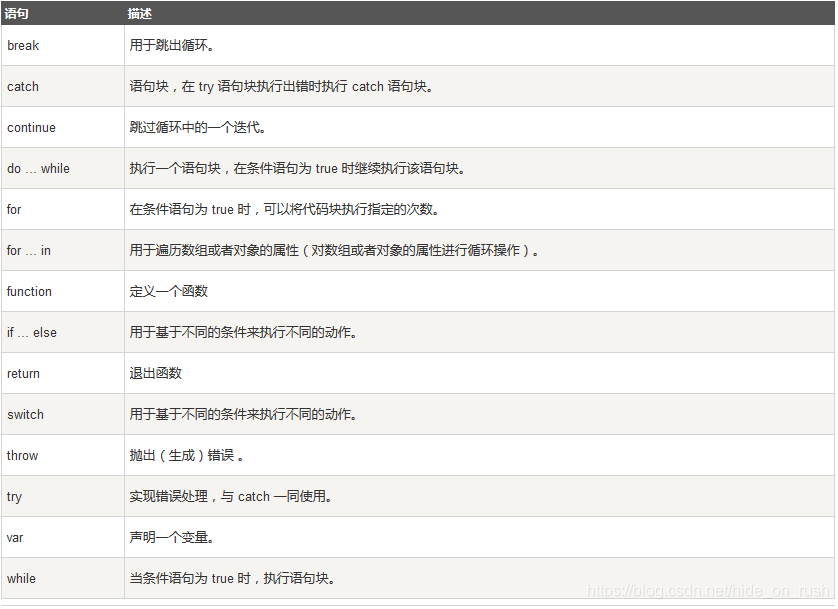 语句 描述
break 用于跳出循环。
catch 语句块，在 try 语句块执行出错时执行 catch 语句块。
continue 跳过循环中的一个迭代。
do ... while 执行一个语句块，在条件语句为 true 时继续执行该语句块。
for 在条件语句为 true 时，可以将代码块执行指定的次数。
for ... in 用于遍历数组或者对象的属性（对数组或者对象的属性进行循环操作）。
function 定义一个函数
if ... else 用于基于不同的条件来执行不同的动作。
return 退出函数
switch 用于基于不同的条件来执行不同的动作。
throw 抛出（生成）错误 。
try 实现错误处理，与 catch 一同使用。
var 声明一个变量。
while 当条件语句为 true 时，执行语句块。
https://blog.csdn.net/hide_on_rush